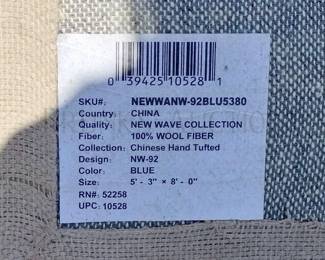 0 39425 10528 1
SKU#: NEWWANW-92BLU5380
Country: CHINA
Quality: NEW WAVE COLLECTION
Fiber: 100% WOOL FIBER
Collection: Chinese Hand Tufted
Design: NW-92
Color: BLUE
Size: 5' - 3" × 8' - 0"
RN#: 52258
UPC: 10528